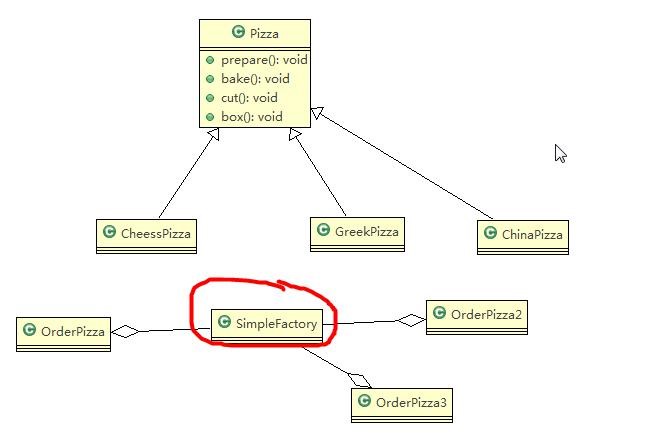 Pizza
prepare(): void
bake(): void
cut(): void
box(): void
CheessPizza
GreekPizza
ChinaPizza
OrderPizza
SimpleFactory
OrderPizza2
OrderPizza3